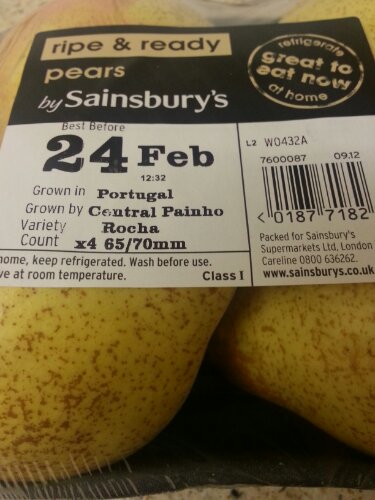 ripe & ready
pears
by Sainsbury's
refrigerate
great to
eat now
at home
Best Before
24 Feb
12:32
Grown in Portugal
Grown by Central Painho
Variety Rocha
Count x4 65/70mm
home, keep refrigerated. Wash before use.
ve at room temperature. Class I
L2 W0432A
7600087 09.12
0187 7182
Packed for Sainsbury's
Supermarkets Ltd, London
Careline 0800 636262.
www.sainsburys.co.uk